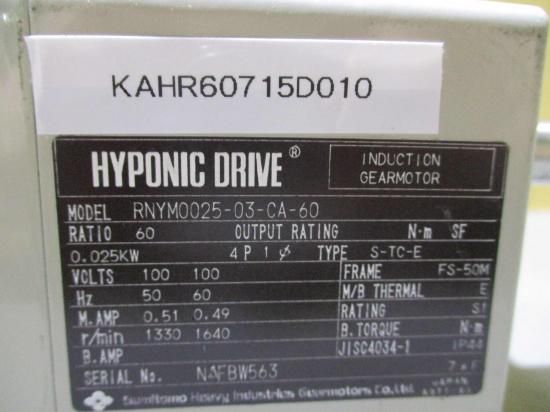 KAHR60715D010
HYPONIC DRIVE® INDUCTION GEARMOTOR
MODEL RNYM0025-03-CA-60
RATIO 60 OUTPUT RATING N·m SF
0.025KW 4P 1ø TYPE S-TC-E
VOLTS 100 100 FRAME FS-50M
Hz 50 60 M/B THERMAL E
M.AMP 0.51 0.49 RATING S1
r/min 1330 1640 B.TORQUE N·m
B.AMP JISC4034-1 IP44
SERIAL No. NAFBW563
Sumitomo Heavy Industries Gearmotors Co., Ltd. JAPAN